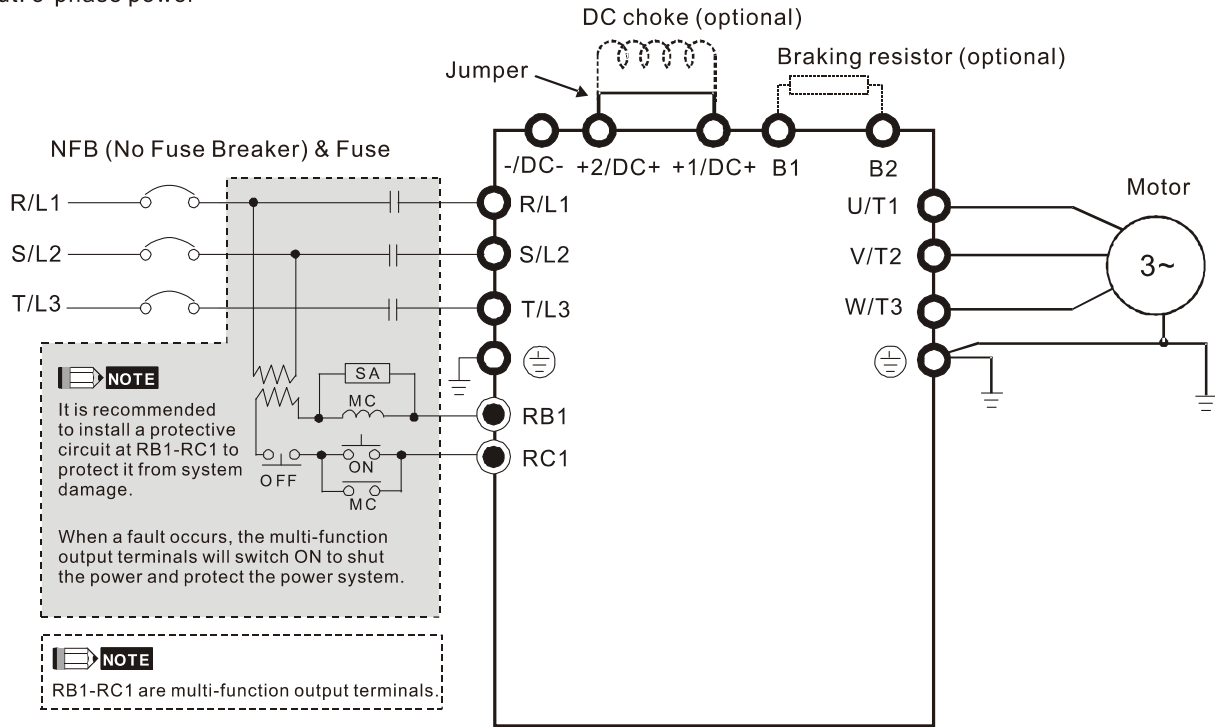 3-phase power
DC choke (optional)
Jumper
Braking resistor (optional)
NFB (No Fuse Breaker) & Fuse
-/DC- +2/DC+ +1/DC+ B1 B2
R/L1
S/L2
T/L3
R/L1
S/L2
T/L3
U/T1
V/T2
W/T3
Motor
3~
SA
MC
RB1
RC1
OFF
ON
MC
NOTE
It is recommended
to install a protective
circuit at RB1-RC1 to
protect it from system
damage.
When a fault occurs, the multi-function
output terminals will switch ON to shut
the power and protect the power system.
NOTE
RB1-RC1 are multi-function output terminals.